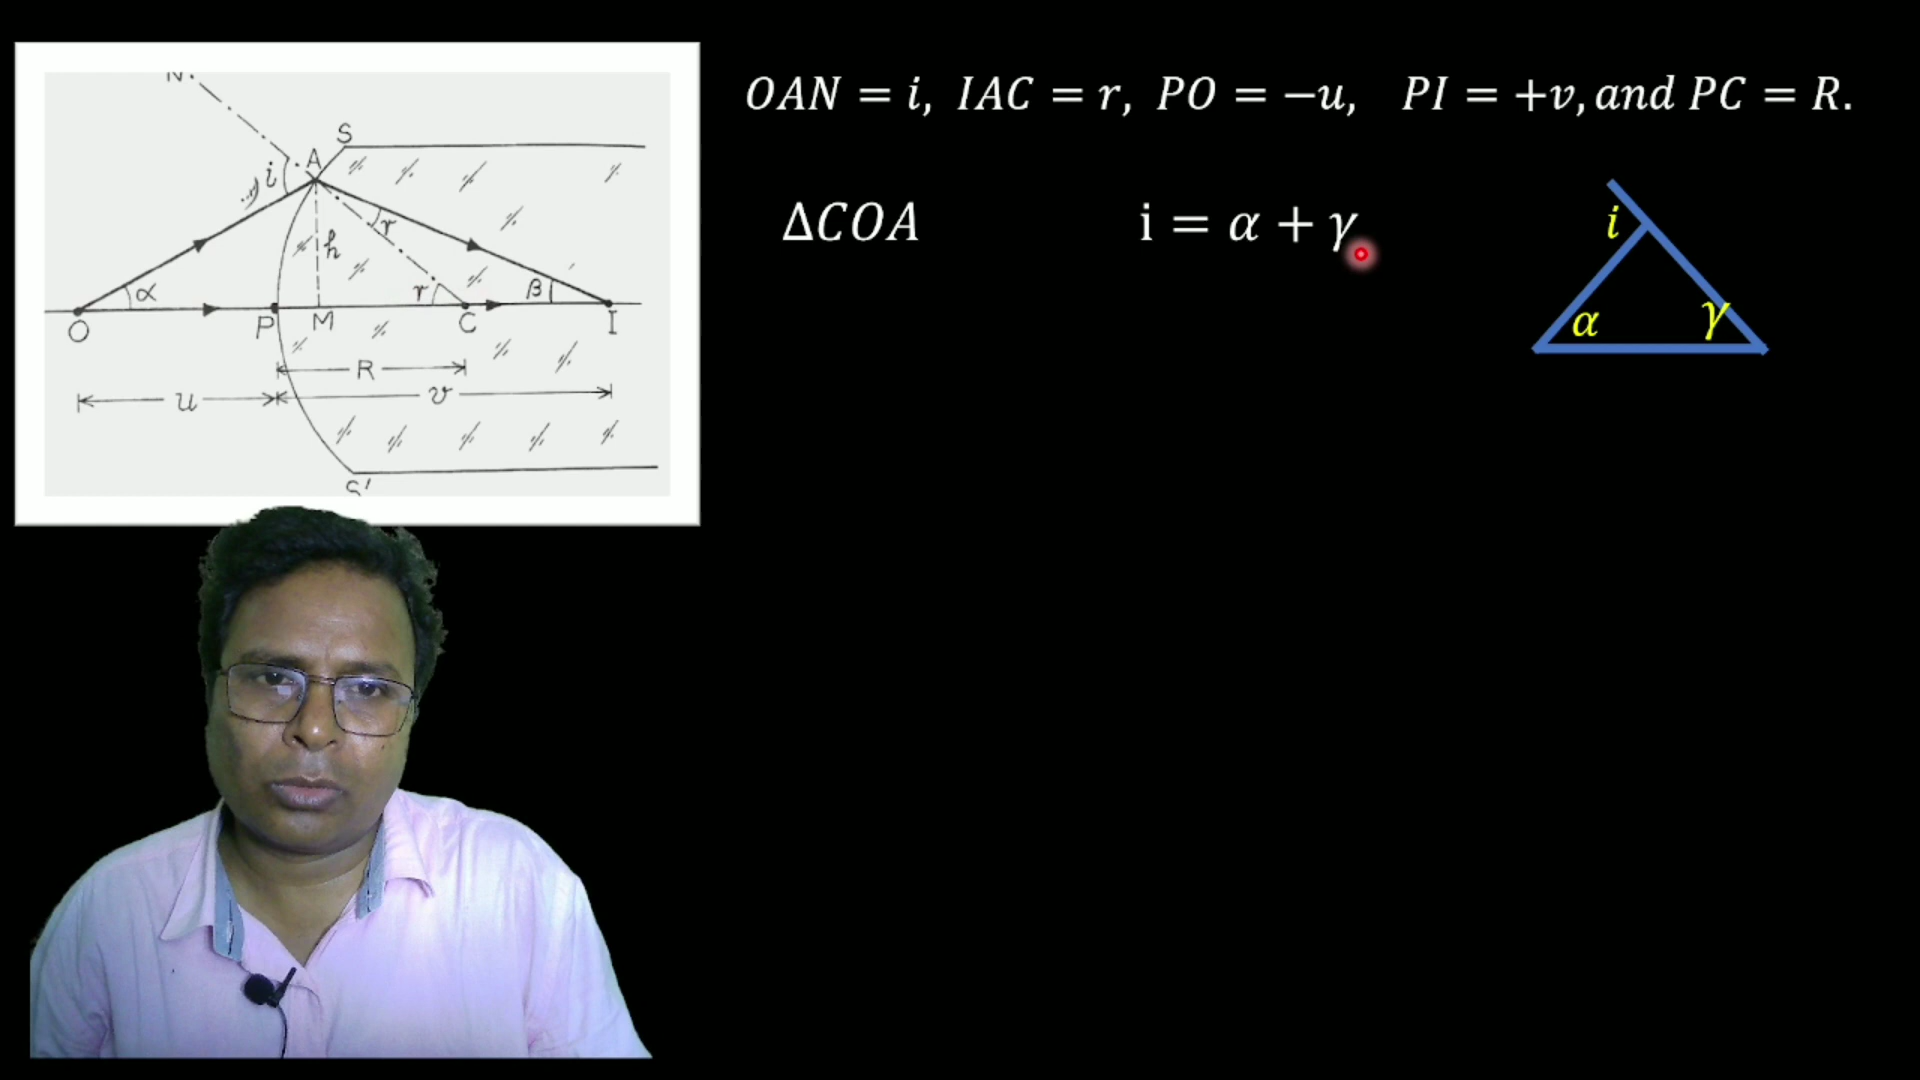 OAN = i, IAC = r, PO = −u, PI = +v, and PC = R.
ΔCOA i = α + γ
i
α γ
N
S
A
i
r
h
α γ β
O P M C I
R
u v
S'